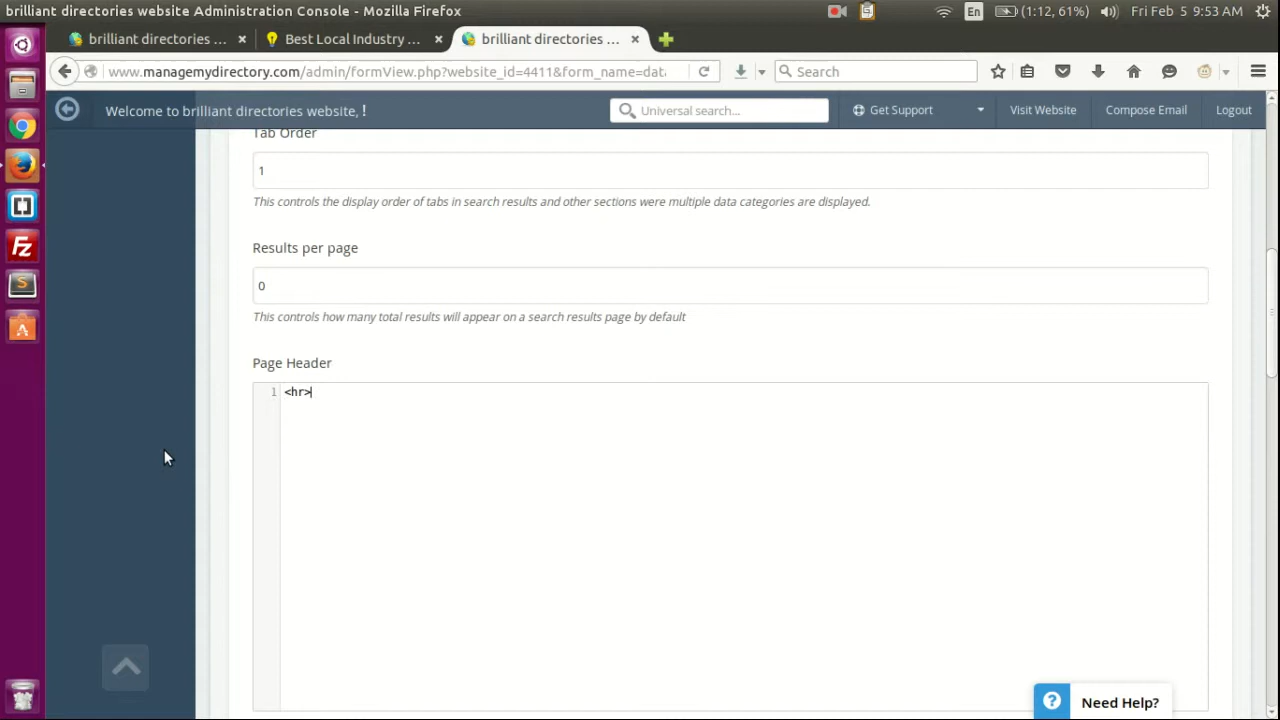 brilliant directories website Administration Console - Mozilla Firefox
En
(1:12, 61%)
Fri Feb 5 9:53 AM
brilliant directories ...
Best Local Industry ...
brilliant directories ...
www.managemydirectory.com/admin/formView.php?website_id=4411&form_name=dat
Search
Welcome to brilliant directories website, !
Universal search...
Get Support
Visit Website
Compose Email
Logout
Tab Order
1
This controls the display order of tabs in search results and other sections were multiple data categories are displayed.
Results per page
0
This controls how many total results will appear on a search results page by default
Page Header
1 <hr>
Fz
S
A
? Need Help?